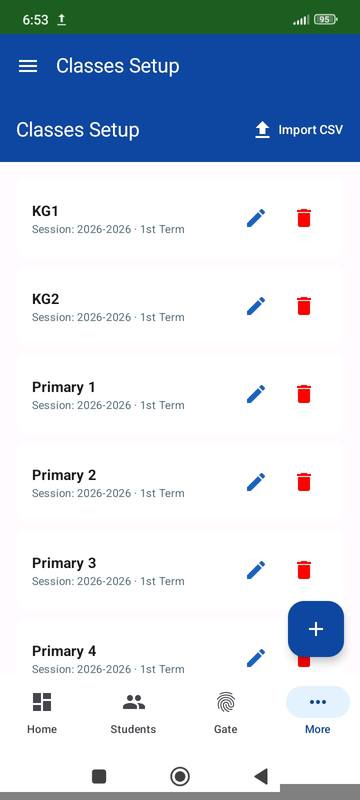 6:53
95
Classes Setup
Classes Setup
Import CSV
KG1
Session: 2026-2026 · 1st Term
KG2
Session: 2026-2026 · 1st Term
Primary 1
Session: 2026-2026 · 1st Term
Primary 2
Session: 2026-2026 · 1st Term
Primary 3
Session: 2026-2026 · 1st Term
Primary 4
Session: 2026-2026 · 1st Term
Home
Students
Gate
More